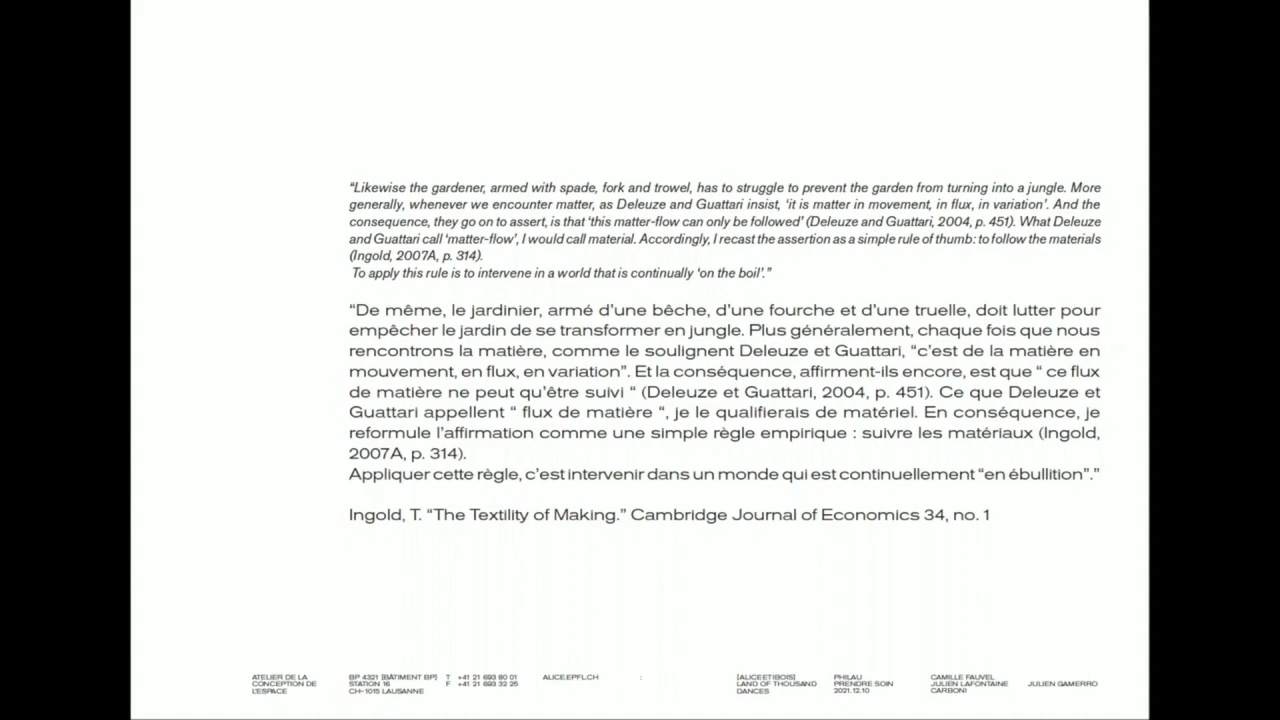 “Likewise the gardener, armed with spade, fork and trowel, has to struggle to prevent the garden from turning into a jungle. More
generally, whenever we encounter matter, as Deleuze and Guattari insist, ‘it is matter in movement, in flux, in variation’. And the
consequence, they go on to assert, is that ‘this matter-flow can only be followed’ (Deleuze and Guattari, 2004, p. 451). What Deleuze
and Guattari call ‘matter-flow’, I would call material. Accordingly, I recast the assertion as a simple rule of thumb: to follow the materials
(Ingold, 2007A, p. 314).
To apply this rule is to intervene in a world that is continually ‘on the boil’.”
“De même, le jardinier, armé d’une bêche, d’une fourche et d’une truelle, doit lutter pour
empêcher le jardin de se transformer en jungle. Plus généralement, chaque fois que nous
rencontrons la matière, comme le soulignent Deleuze et Guattari, “c’est de la matière en
mouvement, en flux, en variation”. Et la conséquence, affirment-ils encore, est que “ ce flux
de matière ne peut qu’être suivi “ (Deleuze et Guattari, 2004, p. 451). Ce que Deleuze et
Guattari appellent “ flux de matière “, je le qualifierais de matériel. En conséquence, je
reformule l’affirmation comme une simple règle empirique : suivre les matériaux (Ingold,
2007A, p. 314).
Appliquer cette règle, c’est intervenir dans un monde qui est continuellement “en ébullition”.”
Ingold, T. “The Textility of Making.” Cambridge Journal of Economics 34, no. 1
ATELIER DE LA
CONCEPTION DE
L’ESPACE
BP 4321 [BÂTIMENT BP]
STATION 16
CH-1015 LAUSANNE
T +41 21 693 80 01
F +41 21 693 32 25
ALICE.EPFL.CH
[ALICEETIBOIS]
LAND OF THOUSAND
DANCES
PHILAU
PRENDRE SOIN
2021.12.10
CAMILLE FAUVEL
JULIEN LAFONTAINE
CARBONI
JULIEN GAMERRO